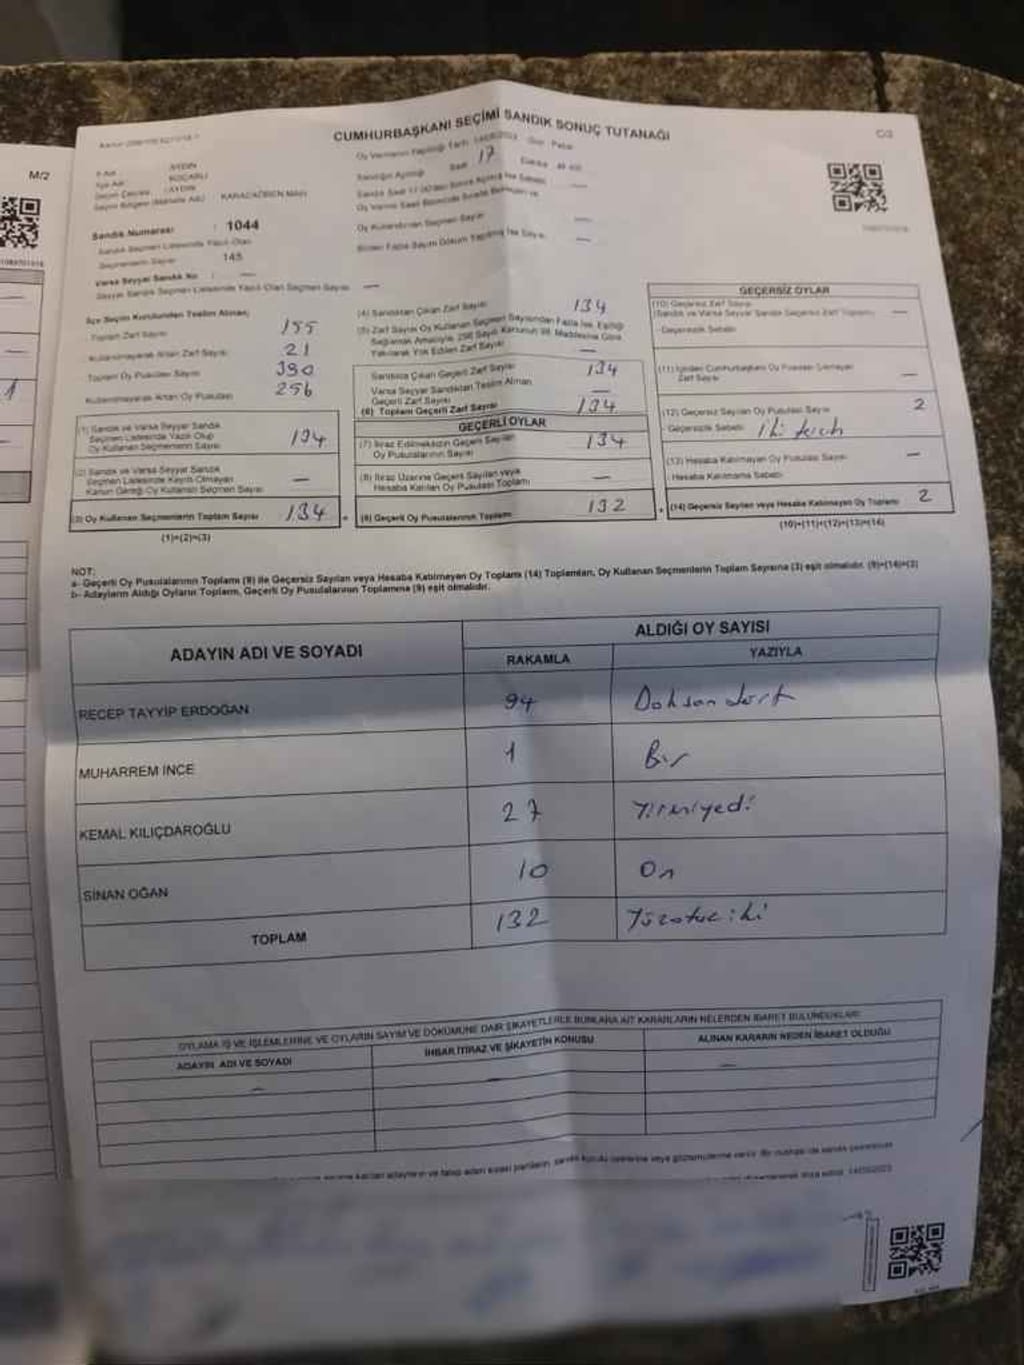 M/2
CUMHURBAŞKANI SEÇİMİ SANDIK SONUÇ TUTANAĞI
C/2
İl Adı : AYDIN
İlçe Adı : KOÇARLI
Seçim Çevresi : AYDIN
KARACAÖREN MAH.
Saat 17
Sandık Numarası : 1044
Sandık Seçmen Listesinde Yazılı Olan
Seçmenlerin Sayısı 145
Varsa Seyyar Sandık No : —
Seyyar Sandık Seçmen Listesinde Yazılı Olan Seçmen Sayısı —
İlçe Seçim Kurulundan Teslim Alınan;
Toplam Zarf Sayısı 155
Kullanılmayarak Artan Zarf Sayısı 21
Toplam Oy Pusulası Sayısı 390
Kullanılmayarak Artan Oy Pusulası 256
(1) Sandık ve Varsa Seyyar Sandık
Seçmen Listesinde Yazılı Olup
Oy Kullanan Seçmenlerin Sayısı 134
(2) Sandık ve Varsa Seyyar Sandık
Seçmen Listesinde Kayıtlı Olmayan
Kanun Gereği Oy Kullanan Seçmen Sayısı —
(3) Oy Kullanan Seçmenlerin Toplam Sayısı 134
(1)+(2)=(3)
(4) Sandıktan Çıkan Zarf Sayısı 134
(5) Zarf Sayısı Oy Kullanan Seçmen Sayısından Fazla İse, Eşitliği
Sağlamak Amacıyla, 298 Sayılı Kanunun 98. Maddesine Göre
Yakılarak Yok Edilen Zarf Sayısı —
Sandıkta Çıkan Geçerli Zarf Sayısı 134
Varsa Seyyar Sandıktan Teslim Alınan
Geçerli Zarf Sayısı —
(6) Toplam Geçerli Zarf Sayısı 134
GEÇERLİ OYLAR
(7) İtiraz Edilmeksizin Geçerli Sayılan
Oy Pusulalarının Sayısı 134
(8) İtiraz Üzerine Geçerli Sayılan veya
Hesaba Katılan Oy Pusulası Toplamı —
(9) Geçerli Oy Pusulalarının Toplamı 132
GEÇERSİZ OYLAR
(10) Geçersiz Zarf Sayısı
(Sandık ve Varsa Seyyar Sandık Geçersiz Zarf Toplamı) —
Geçersizlik Sebebi:
(11) İçinden Cumhurbaşkanı Oy Pusulası Çıkmayan
Zarf Sayısı —
(12) Geçersiz Sayılan Oy Pusulası Sayısı 2
Geçersizlik Sebebi: İki tercih
(13) Hesaba Katılmayan Oy Pusulası Sayısı —
Hesaba Katılmama Sebebi:
(14) Geçersiz Sayılan veya Hesaba Katılmayan Oy Toplamı 2
(10)+(11)+(12)+(13)=(14)
NOT:
a- Geçerli Oy Pusulalarının Toplamı (9) ile Geçersiz Sayılan veya Hesaba Katılmayan Oy Toplamı (14) Toplamları, Oy Kullanan Seçmenlerin Toplam Sayısına (3) eşit olmalıdır. (9)+(14)=(3)
b- Adayların Aldığı Oyların Toplamı, Geçerli Oy Pusulalarının Toplamına (9) eşit olmalıdır.
ADAYIN ADI VE SOYADI ALDIĞI OY SAYISI
RAKAMLA YAZIYLA
RECEP TAYYİP ERDOĞAN 94 Doksan dört
MUHARREM İNCE 1 Bir
KEMAL KILIÇDAROĞLU 27 Yirmiyedi
SİNAN OĞAN 10 On
TOPLAM 132 Yüzotuziki
OYLAMA İŞ VE İŞLEMLERİNE VE OYLARIN SAYIM VE DÖKÜMÜNE DAİR ŞİKAYETLERLE BUNLARA AİT KARARLARIN NELERDEN İBARET BULUNDUKLARI
ADAYIN ADI VE SOYADI İHBAR İTİRAZ VE ŞİKAYETİN KONUSU ALINAN KARARIN NEDEN İBARET OLDUĞU
— — —